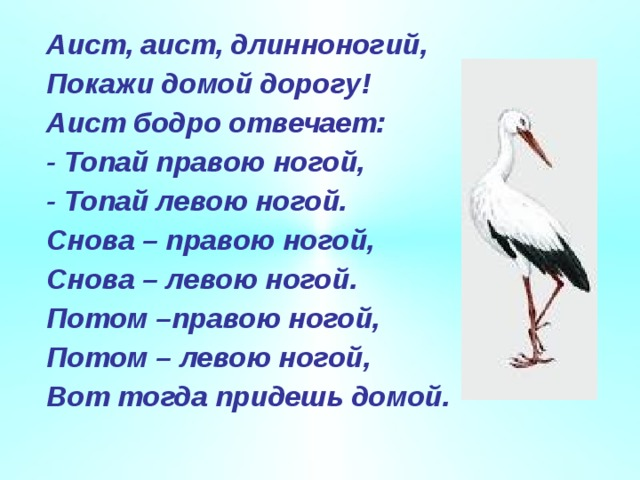 Аист, аист, длинноногий,
Покажи домой дорогу!
Аист бодро отвечает:
- Топай правою ногой,
- Топай левою ногой.
Снова – правою ногой,
Снова – левою ногой.
Потом –правою ногой,
Потом – левою ногой,
Вот тогда придешь домой.